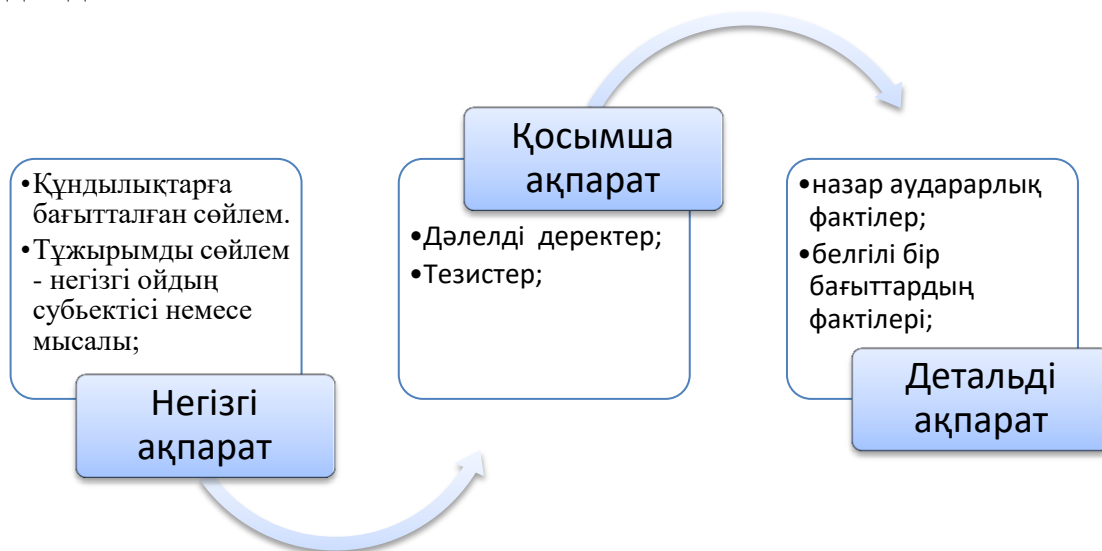 •Құндылықтарға
бағытталған сөйлем.
•Тұжырымды сөйлем
- негізгі ойдың
субьектісі немесе
мысалы;
Негізгі
ақпарат
Қосымша
ақпарат
•Дәлелді деректер;
•Тезистер;
•назар аударарлық
фактілер;
•белгілі бір
бағыттардың
фактілері;
Детальді
ақпарат